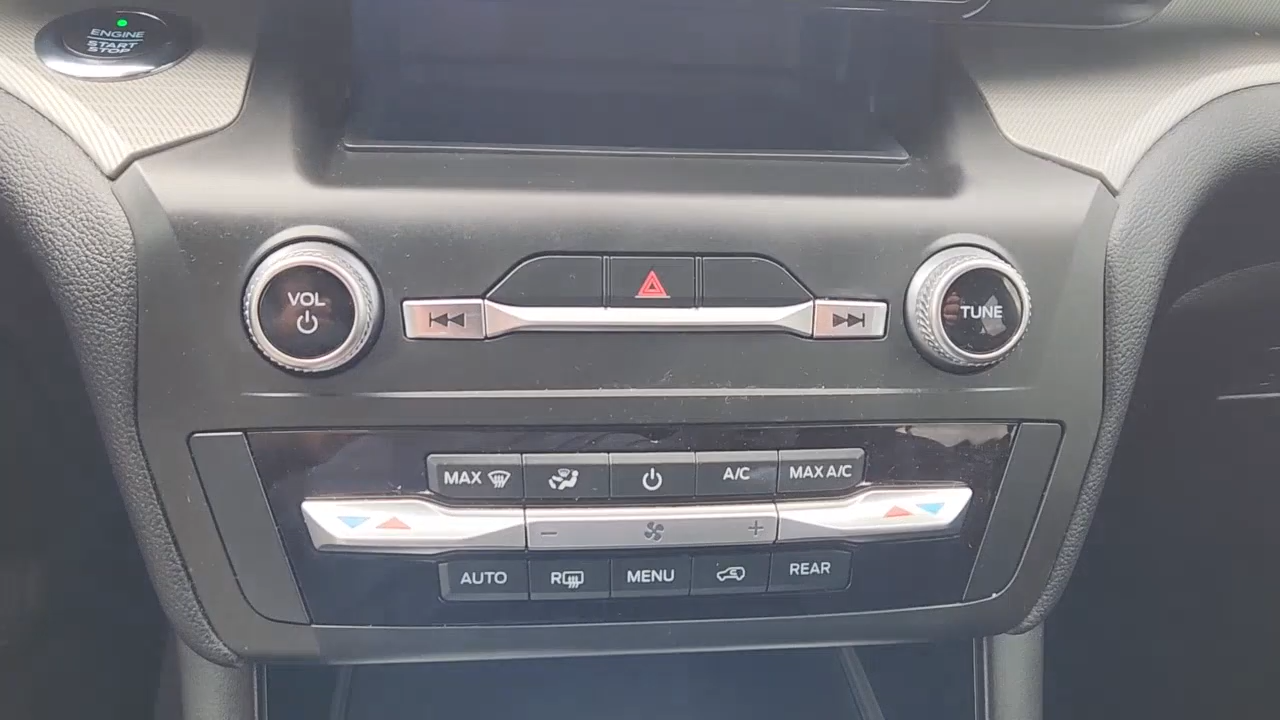 ENGINE
START
STOP
VOL
TUNE
MAX
A/C
MAX A/C
AUTO
R
MENU
REAR